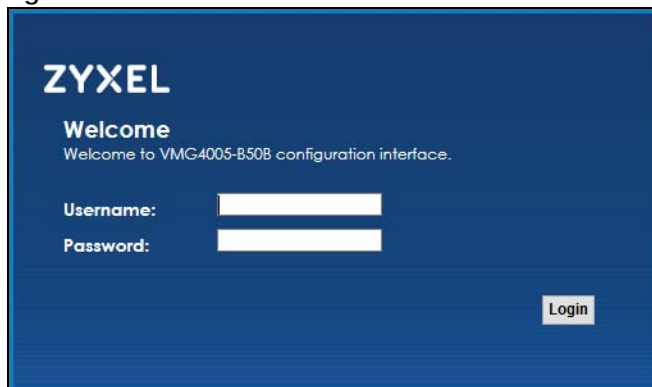 ZYXEL
Welcome
Welcome to VMG4005-B50B configuration interface.
Username:
Password:
Login